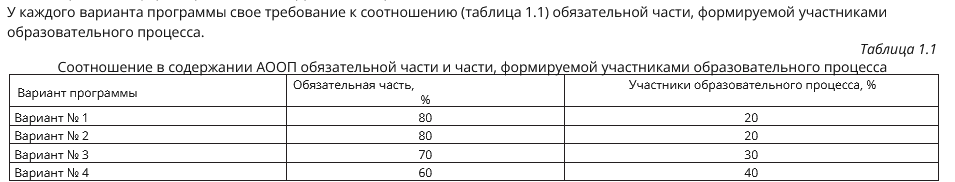 У каждого варианта программы свое требование к соотношению (таблица 1.1) обязательной части, формируемой участниками
образовательного процесса.
Таблица 1.1
Соотношение в содержании АООП обязательной части и части, формируемой участниками образовательного процесса
Вариант программы Обязательная часть, % Участники образовательного процесса, %
Вариант № 1 80 20
Вариант № 2 80 20
Вариант № 3 70 30
Вариант № 4 60 40